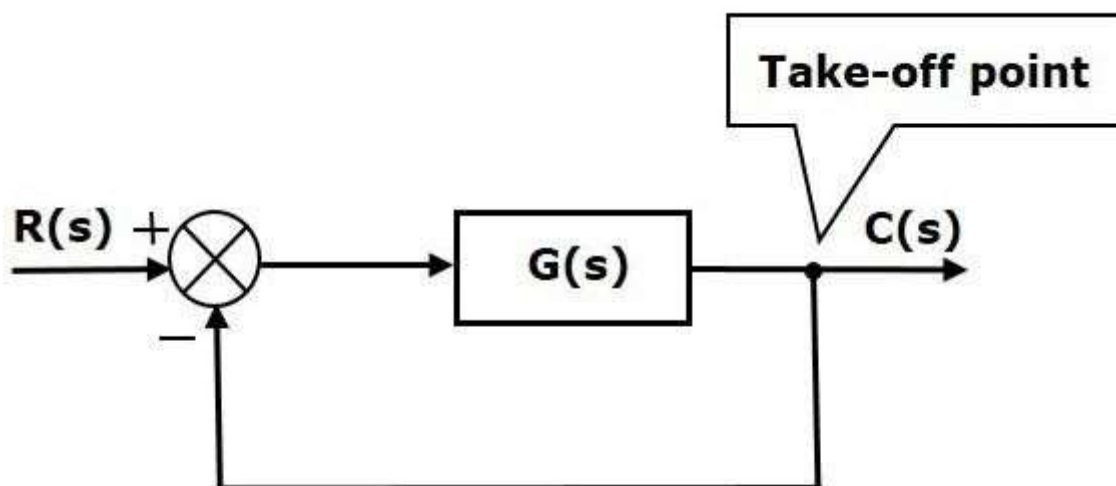 Take-off point
R(s) +
G(s)
C(s)
−